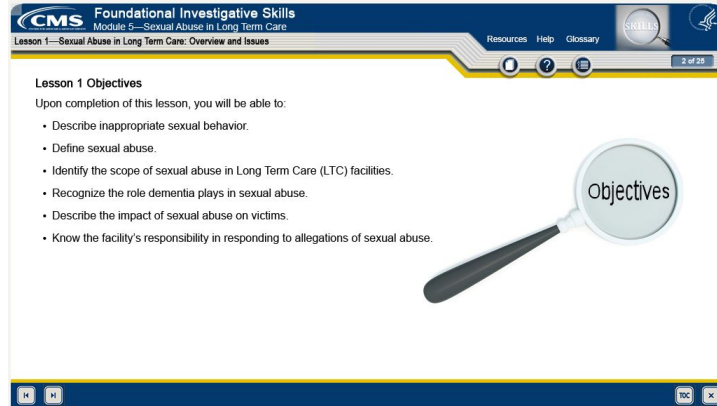 CMS
Foundational Investigative Skills
Module 5—Sexual Abuse in Long Term Care
SKILLS
Lesson 1—Sexual Abuse in Long Term Care: Overview and Issues
Resources Help Glossary
2 of 25
Lesson 1 Objectives
Upon completion of this lesson, you will be able to:
• Describe inappropriate sexual behavior.
• Define sexual abuse.
• Identify the scope of sexual abuse in Long Term Care (LTC) facilities.
• Recognize the role dementia plays in sexual abuse.
• Describe the impact of sexual abuse on victims.
• Know the facility’s responsibility in responding to allegations of sexual abuse.
Objectives
TOC